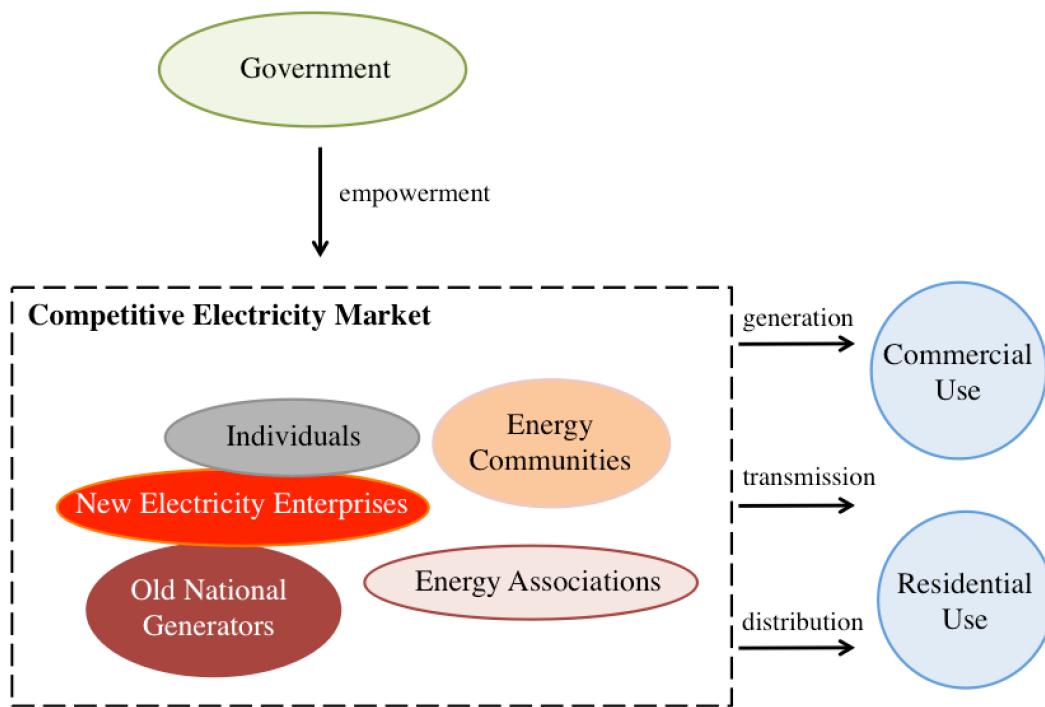 Government
empowerment
Competitive Electricity Market
generation
Commercial
Use
Individuals
Energy
Communities
New Electricity Enterprises
transmission
Old National
Generators
Energy Associations
Residential
Use
distribution